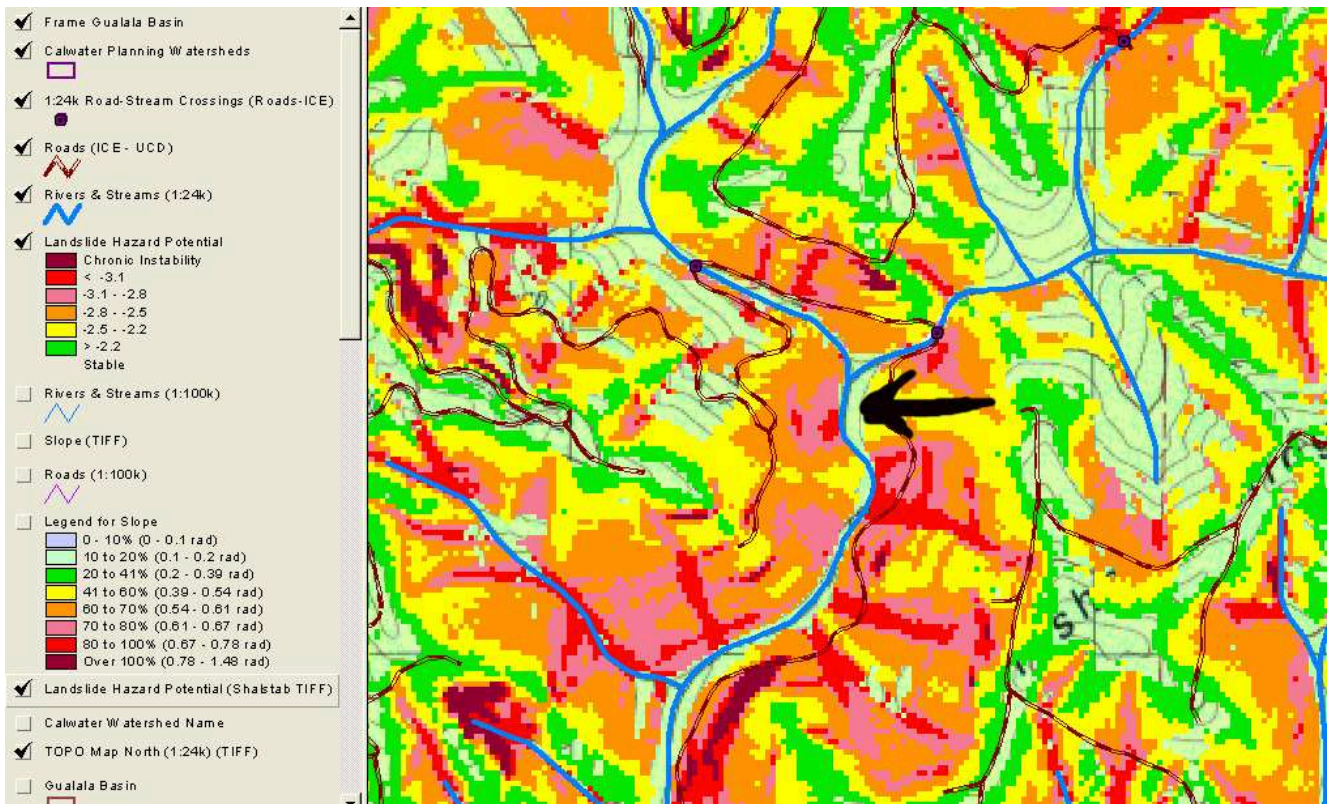 Frame Gualala Basin
Calwater Planning Watersheds
1:24k Road-Stream Crossings (Roads-ICE)
Roads (ICE - UCD)
Rivers & Streams (1:24k)
Landslide Hazard Potential
Chronic Instability
< -3.1
-3.1 - -2.8
-2.8 - -2.5
-2.5 - -2.2
> -2.2
Stable
Rivers & Streams (1:100k)
Slope (TIFF)
Roads (1:100k)
Legend for Slope
0 - 10% (0 - 0.1 rad)
10 to 20% (0.1 - 0.2 rad)
20 to 41% (0.2 - 0.39 rad)
41 to 60% (0.39 - 0.54 rad)
60 to 70% (0.54 - 0.61 rad)
70 to 80% (0.61 - 0.67 rad)
80 to 100% (0.67 - 0.78 rad)
Over 100% (0.78 - 1.48 rad)
Landslide Hazard Potential (Shalstab TIFF)
Calwater Watershed Name
TOPO Map North (1:24k) (TIFF)
Gualala Basin